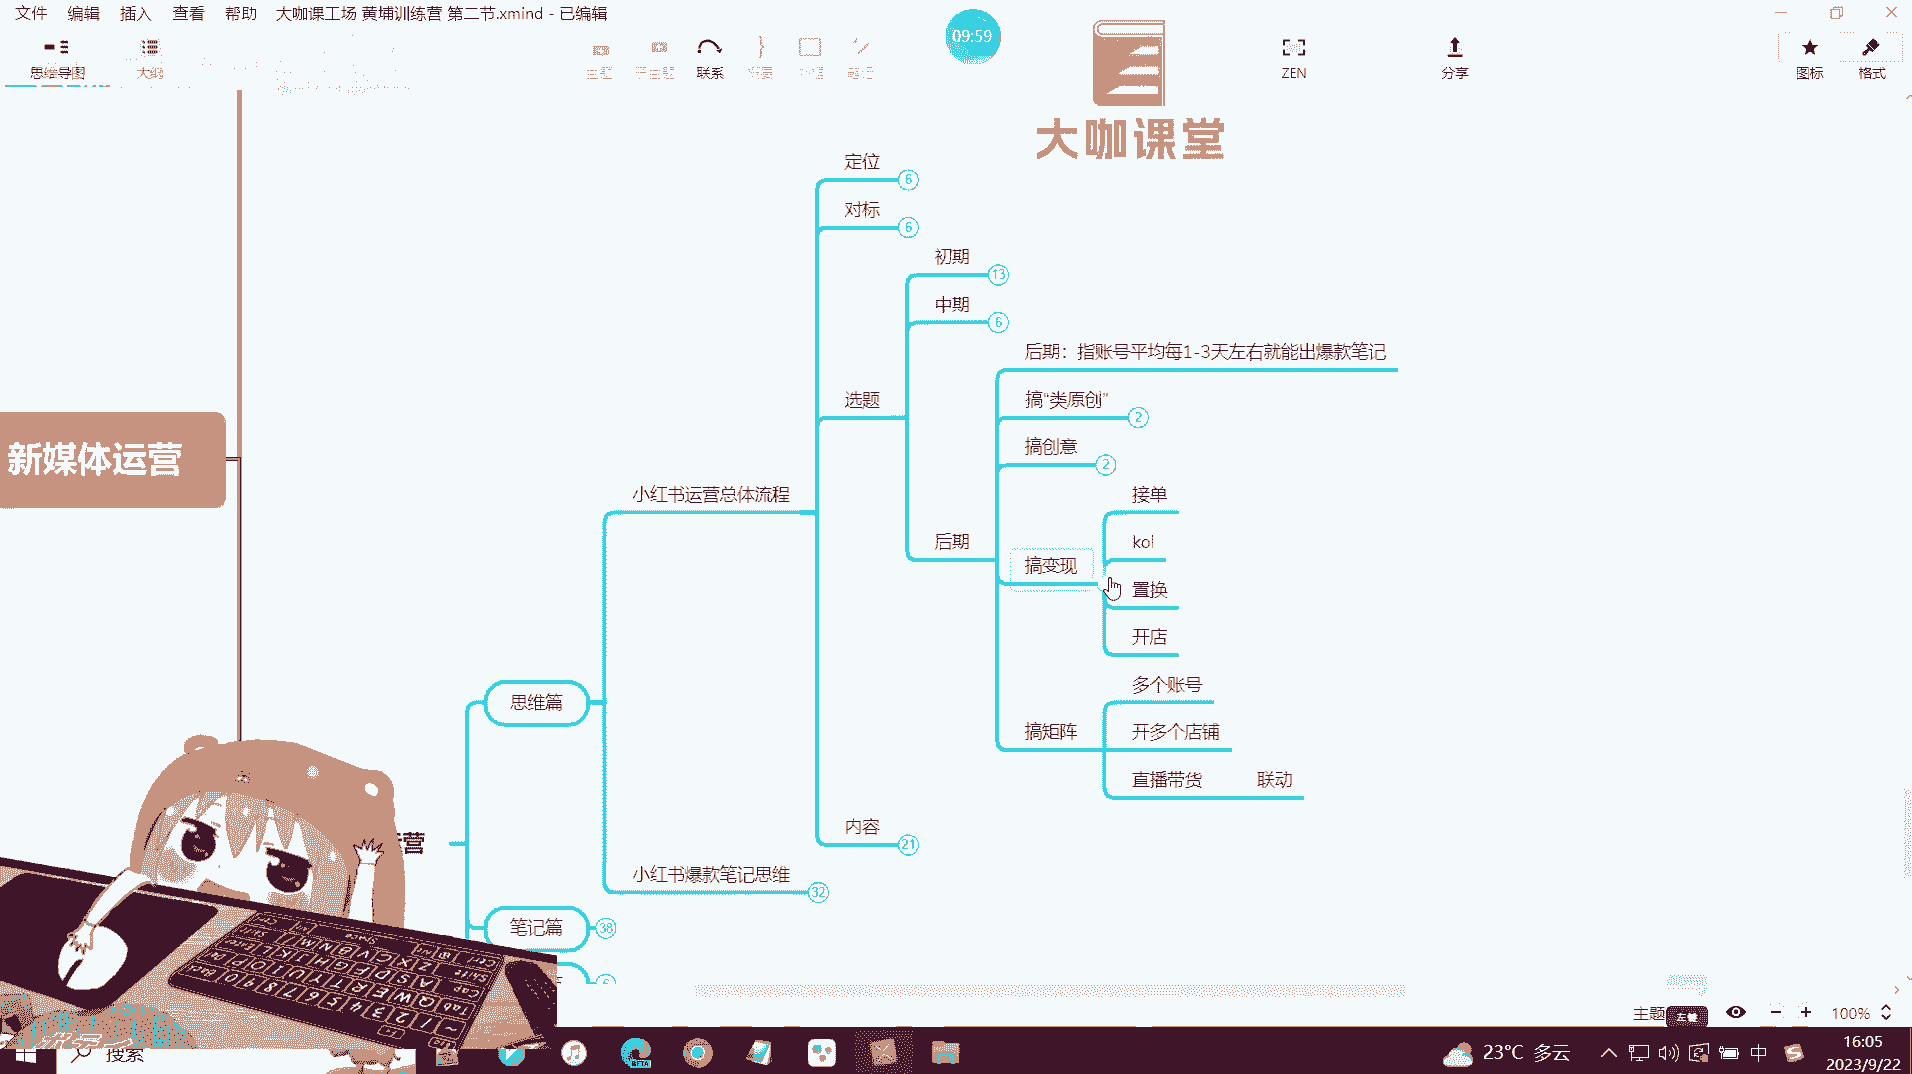 文件 编辑 插入 查看 帮助 大咖课工场 黄埔训练营 第二节.xmind - 已编辑
09:59
思维导图 大纲 联系 ZEN 分享 图标 格式
大咖课堂
定位 6
对标 6
初期 13
中期 6
后期：指账号平均每1-3天左右就能出爆款笔记
选题
搞“类原创” 2
搞创意 2
新媒体运营
小红书运营总体流程
接单
后期
kol
搞变现
置换
开店
多个账号
思维篇
搞矩阵
开多个店铺
直播带货 联动
内容 21
营
小红书爆款笔记思维 32
笔记篇 38
主题
左键
100%
搜索
BETA
23°C 多云
中
16:05
2023/9/22